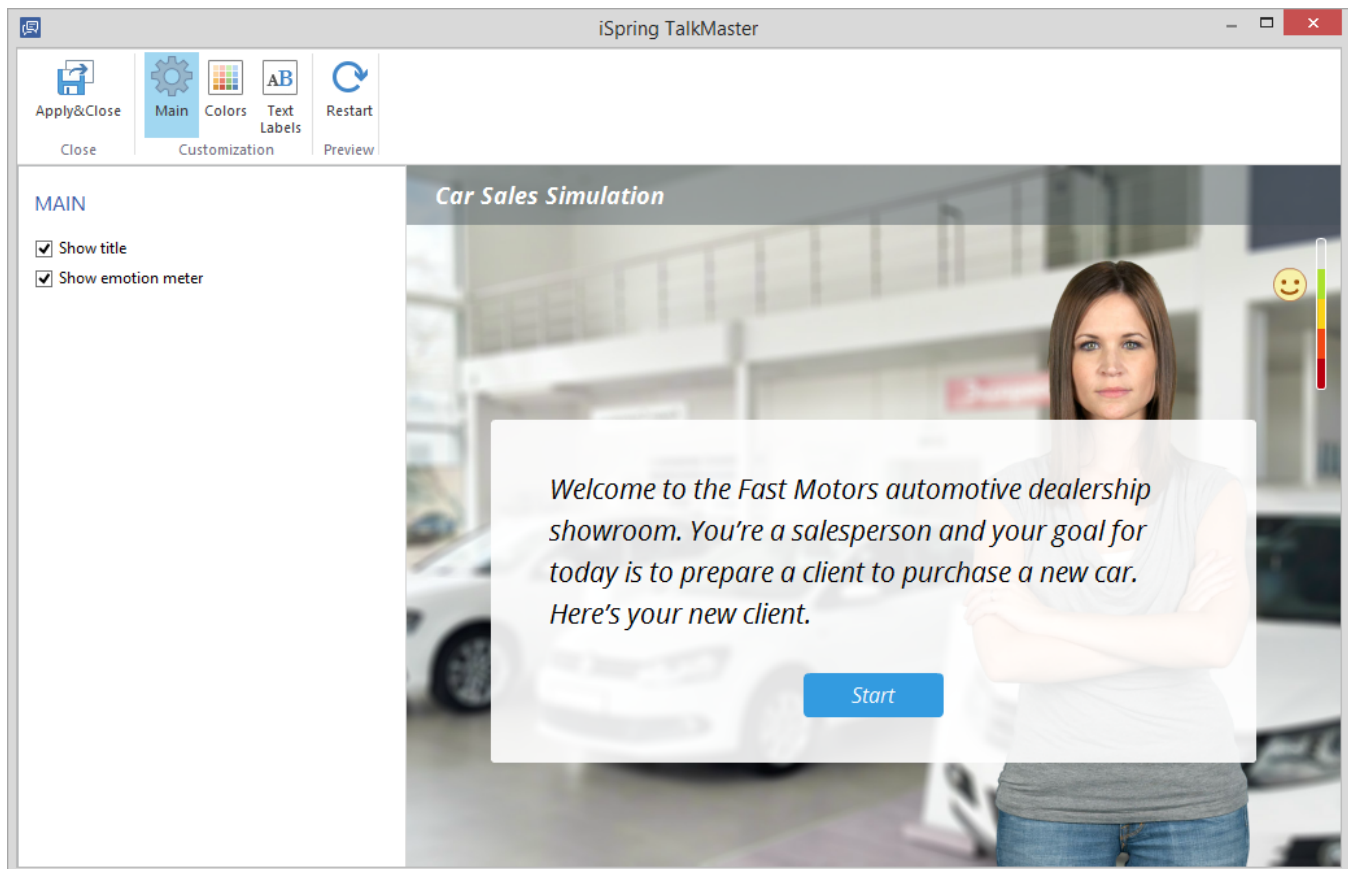 iSpring TalkMaster
Apply&Close
Main
Colors
AB
Text
Labels
Restart
Close
Customization
Preview
MAIN
Show title
Show emotion meter
Car Sales Simulation
Welcome to the Fast Motors automotive dealership
showroom. You’re a salesperson and your goal for
today is to prepare a client to purchase a new car.
Here’s your new client.
Start